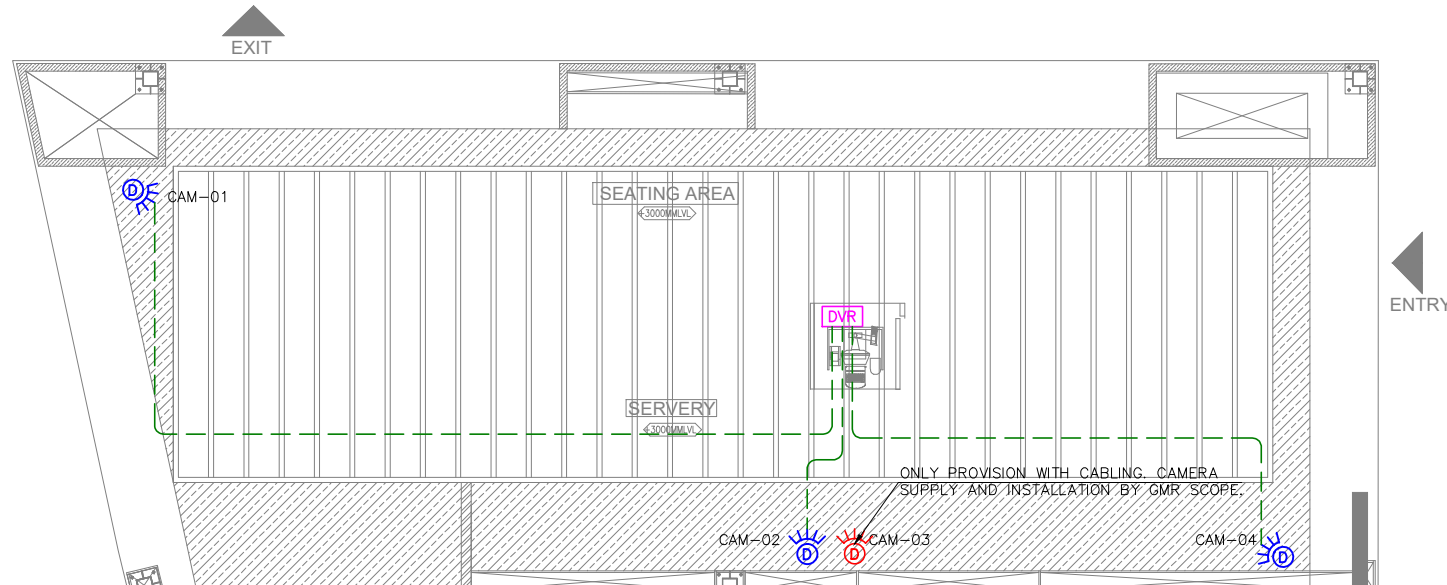 EXIT
CAM-01
SEATING AREA
+3000MMLVL
ENTRY
DVR
SERVERY
+3000MMLVL
ONLY PROVISION WITH CABLING. CAMERA
SUPPLY AND INSTALLATION BY GMR SCOPE.
CAM-02
CAM-03
CAM-04
D
D
D
D